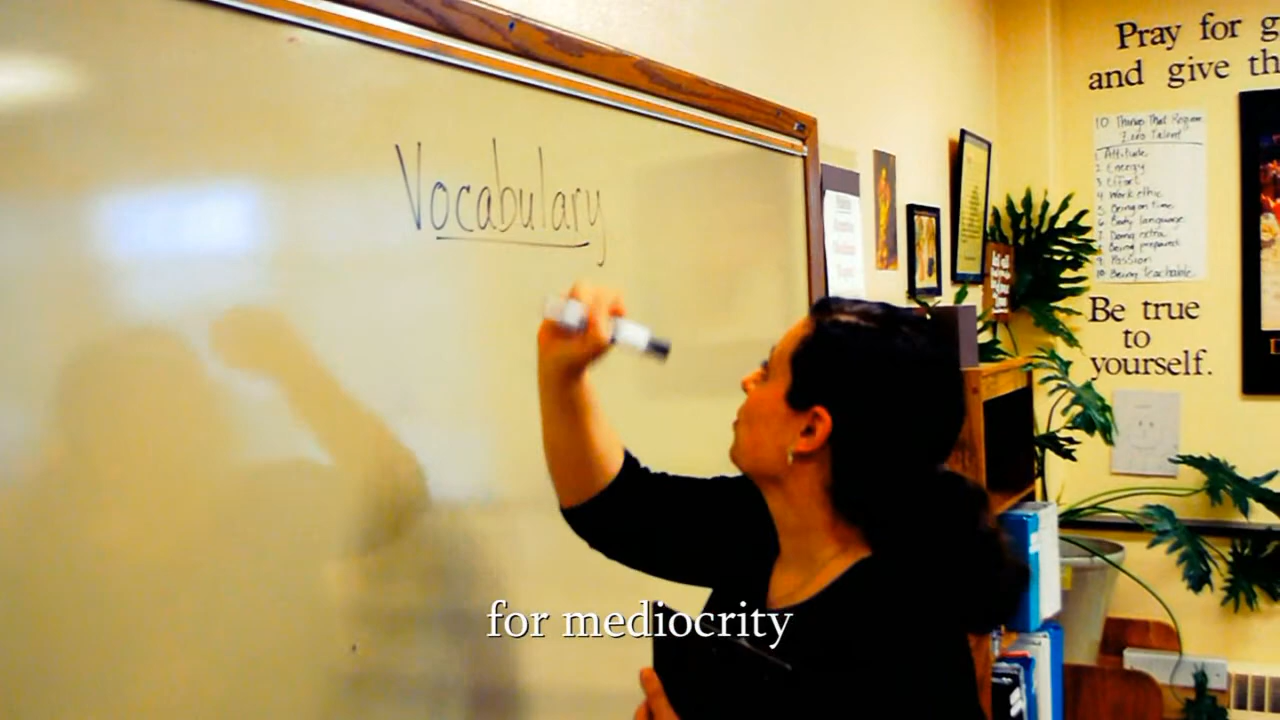 Vocabulary
Pray for g
and give th
10 Things That Require
Zero Talent
1. Attitude
2. Energy
3. Effort
4. Work ethic
5. Being on time
6. Body language
7. Doing extra
8. Being prepared
9. Passion
10. Being teachable
Be true
to
yourself.
for mediocrity